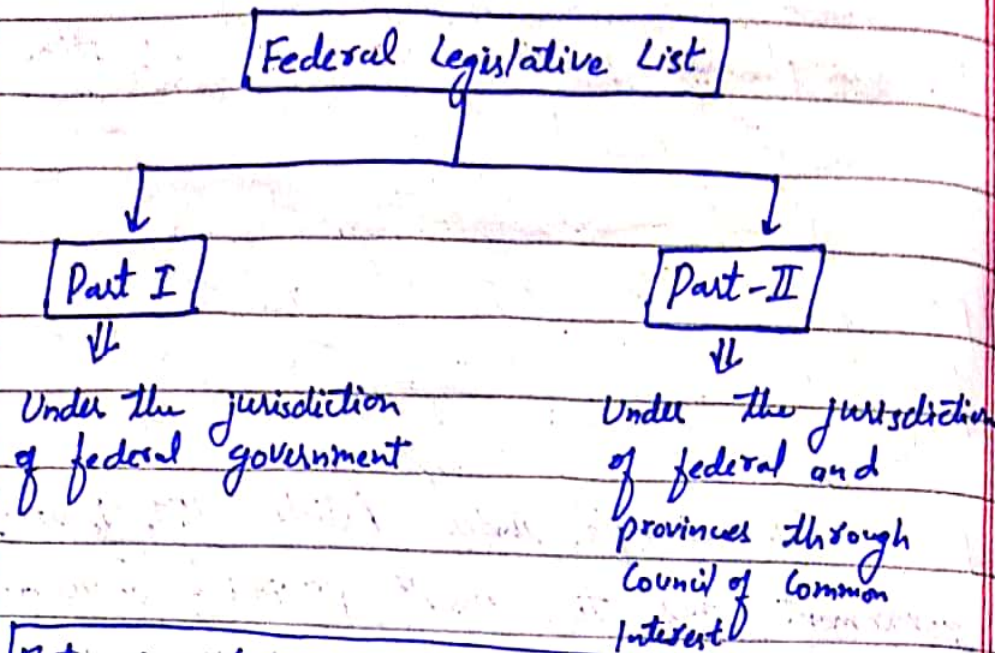 Federal Legislative List
Part I
Part-II
Under the jurisdiction
of federal government
Under the jurisdiction
of federal and
provinces through
Council of Common
Interest